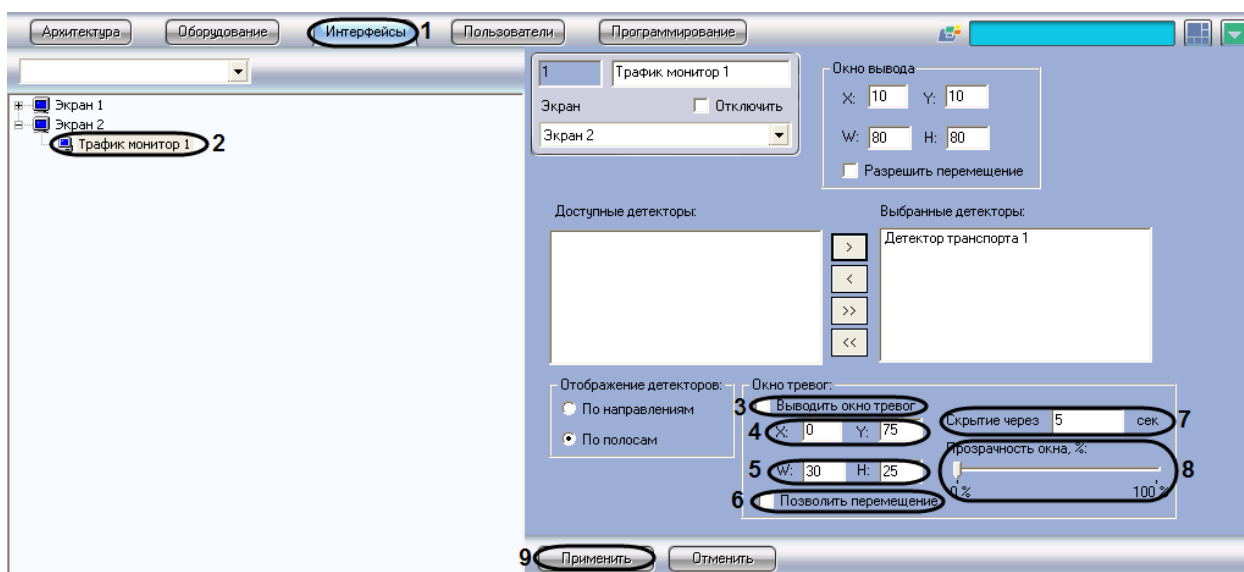 Архитектура Оборудование Интерфейсы 1 Пользователи Программирование
1 Трафик монитор 1
Экран Отключить
Экран 2
Окно вывода
X: 10 Y: 10
W: 80 H: 80
Разрешить перемещение
Экран 1
Экран 2
Трафик монитор 1 2
Доступные детекторы:
Выбранные детекторы:
Детектор транспорта 1
>
<
>>
<<
Отображение детекторов:
По направлениям
По полосам
Окно тревог:
3 Выводить окно тревог
4 X: 0 Y: 75
5 W: 30 H: 25
6 Позволить перемещение
Скрытие через 5 сек 7
Прозрачность окна, %:
8
0 % 100 %
9 Применить Отменить